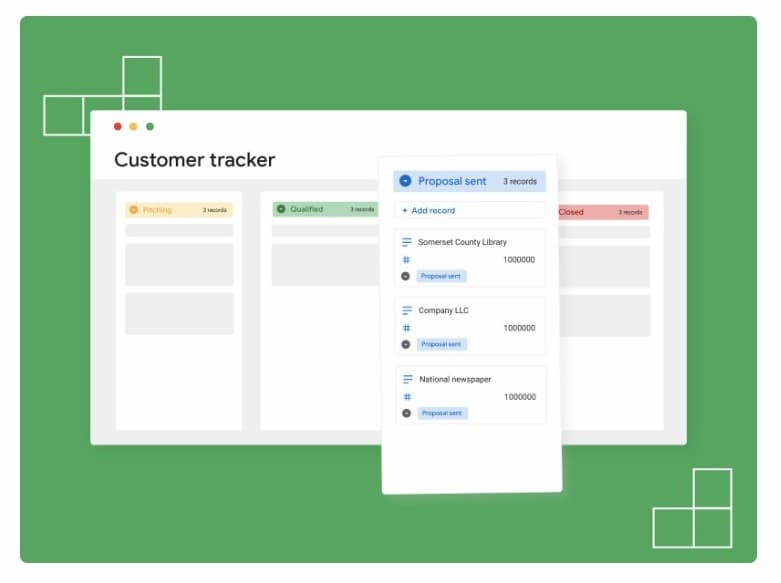 Customer tracker
Pitching 3 records
Qualified 3 records
Proposal sent 3 records
+ Add record
Somerset County Library
# 1000000
Proposal sent
Company LLC
# 1000000
Proposal sent
National newspaper
# 1000000
Proposal sent
Closed 3 records